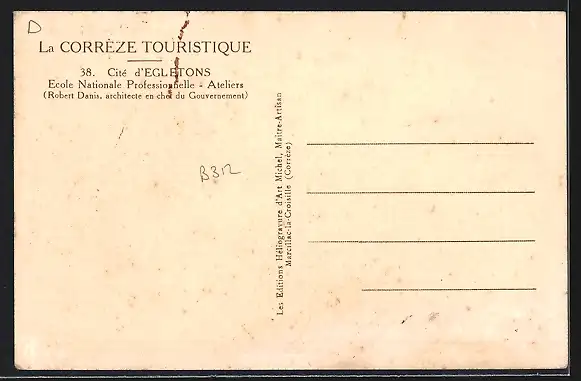 D
La CORRÈZE TOURISTIQUE
38. Cité d'EGLETONS
Ecole Nationale Professionnelle - Ateliers
(Robert Danis, architecte en chef du Gouvernement)
B312
Les Editions Héliogravure d'Art Michel, Maitre-Artisan
Marcillac-la-Croisille (Corrèze)